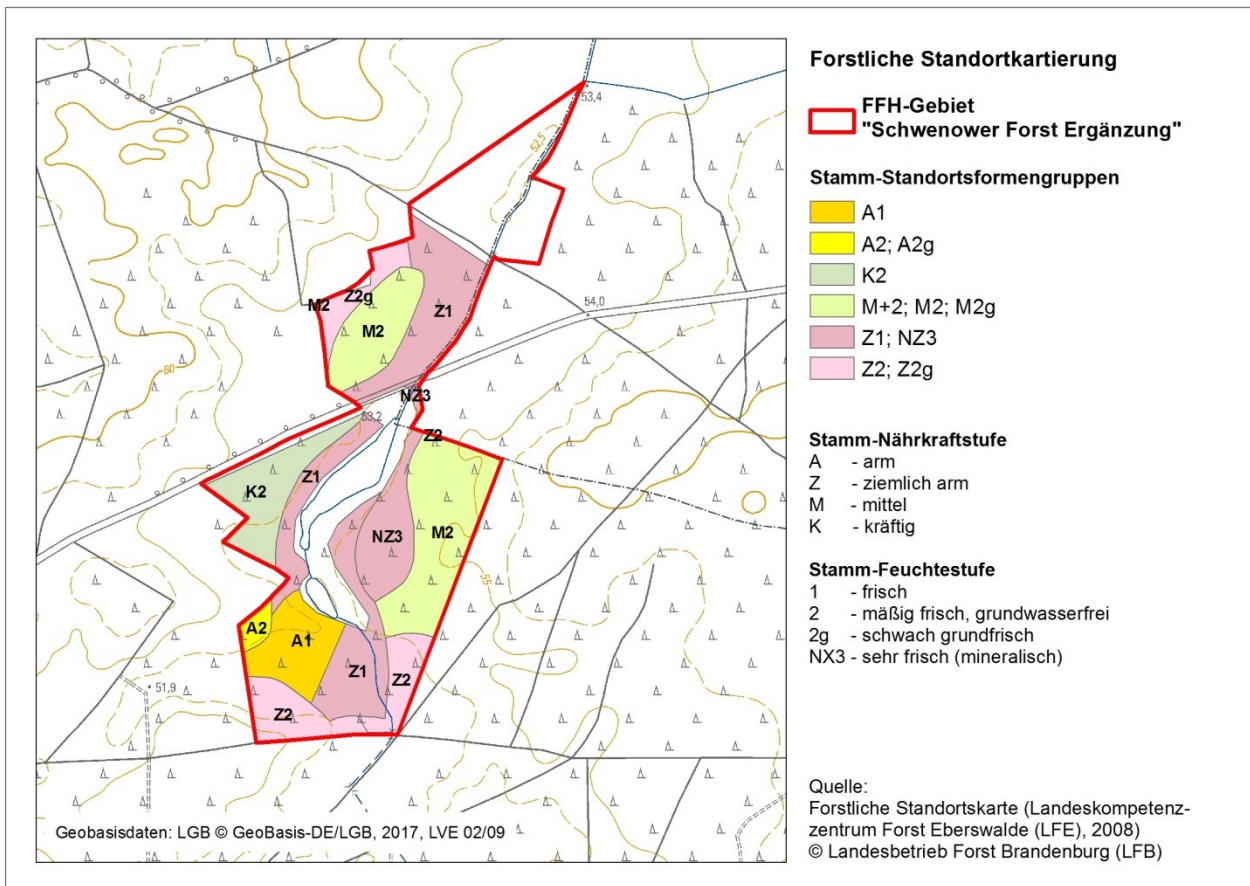 Forstliche Standortkartierung
FFH-Gebiet
"Schwenower Forst Ergänzung"
Stamm-Standortsformengruppen
A1
A2; A2g
K2
M+2; M2; M2g
Z1; NZ3
Z2; Z2g
Stamm-Nährkraftstufe
A - arm
Z - ziemlich arm
M - mittel
K - kräftig
Stamm-Feuchtestufe
1 - frisch
2 - mäßig frisch, grundwasserfrei
2g - schwach grundfrisch
NX3 - sehr frisch (mineralisch)
Quelle:
Forstliche Standortskarte (Landeskompetenz-
zentrum Forst Eberswalde (LFE), 2008)
© Landesbetrieb Forst Brandenburg (LFB)
53,4
52,5
Z2g
M2
54,0
Z1
M2
60
NZ3
53,2
Z2
Z1
K2
NZ3
M2
55
A2
A1
Z1
Z2
51,9
Z2
Geobasisdaten: LGB © GeoBasis-DE/LGB, 2017, LVE 02/09